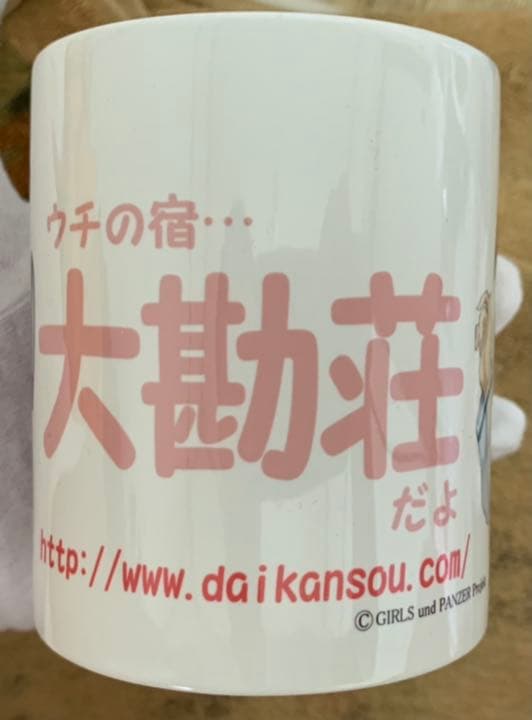 ウチの宿…
大勘荘
だよ
http://www.daikansou.com/
© GIRLS und PANZER Projekt